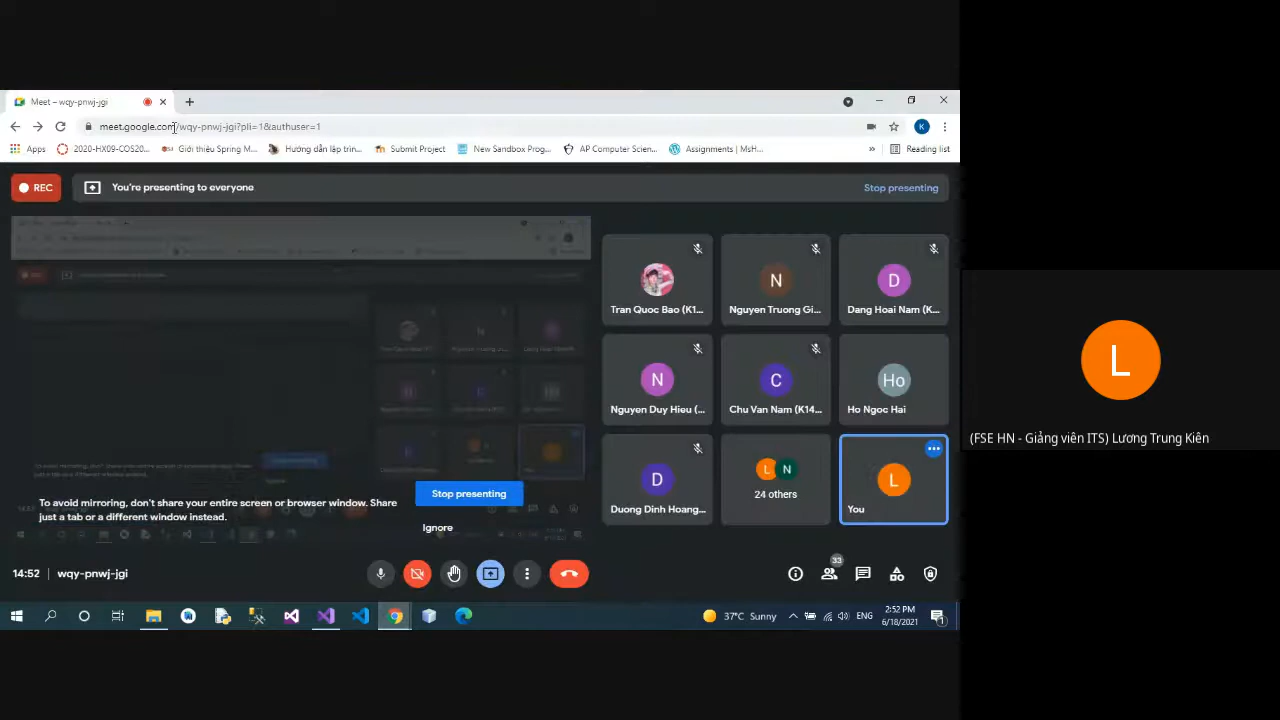 Meet – wqy-pnwj-jgi
meet.google.com/wqy-pnwj-jgi?pli=1&authuser=1
Apps
2020-HX09-COS20...
Giới thiệu Spring M...
Hướng dẫn lập trìn...
Submit Project
New Sandbox Prog...
AP Computer Scien...
Assignments | MsH...
»
Reading list
REC
You're presenting to everyone
Stop presenting
Tran Quoc Bao (K1...
N
Nguyen Truong Gi...
D
Dang Hoai Nam (K...
N
Nguyen Duy Hieu (...
C
Chu Van Nam (K14...
Ho
Ho Ngoc Hai
D
Duong Dinh Hoang...
L
N
24 others
L
You
To avoid mirroring, don't share your entire screen or browser window. Share
just a tab or a different window instead.
Stop presenting
Ignore
14:52 | wqy-pnwj-jgi
33
37°C Sunny
ENG
2:52 PM
6/18/2021
1
K
L
(FSE HN - Giảng viên ITS) Lương Trung Kiên